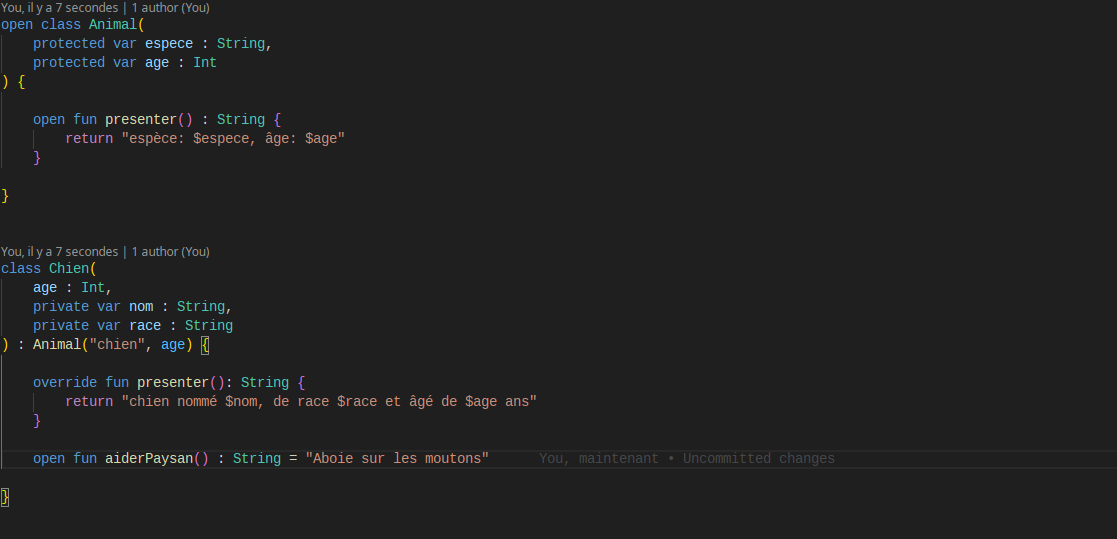 You, il y a 7 secondes | 1 author (You)
open class Animal(
    protected var espece : String,
    protected var age : Int
) {
    open fun presenter() : String {
        return "espèce: $espece, âge: $age"
    }
}
You, il y a 7 secondes | 1 author (You)
class Chien(
    age : Int,
    private var nom : String,
    private var race : String
) : Animal("chien", age) {
    override fun presenter(): String {
        return "chien nommé $nom, de race $race et âgé de $age ans"
    }
    open fun aiderPaysan() : String = "Aboie sur les moutons"      You, maintenant • Uncommitted changes
}